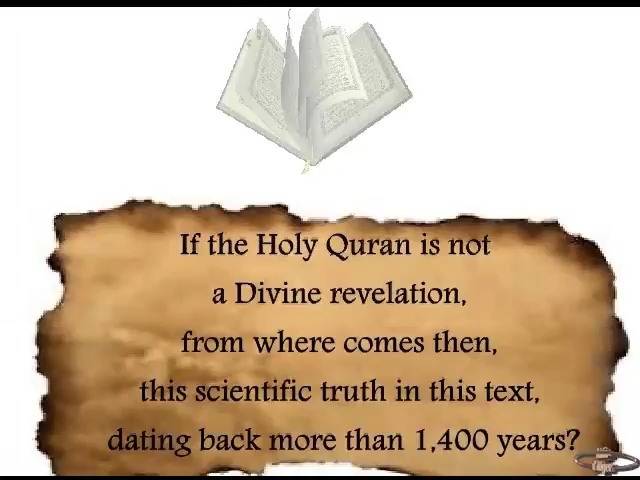 If the Holy Quran is not
a Divine revelation,
from where comes then,
this scientific truth in this text,
dating back more than 1,400 years?